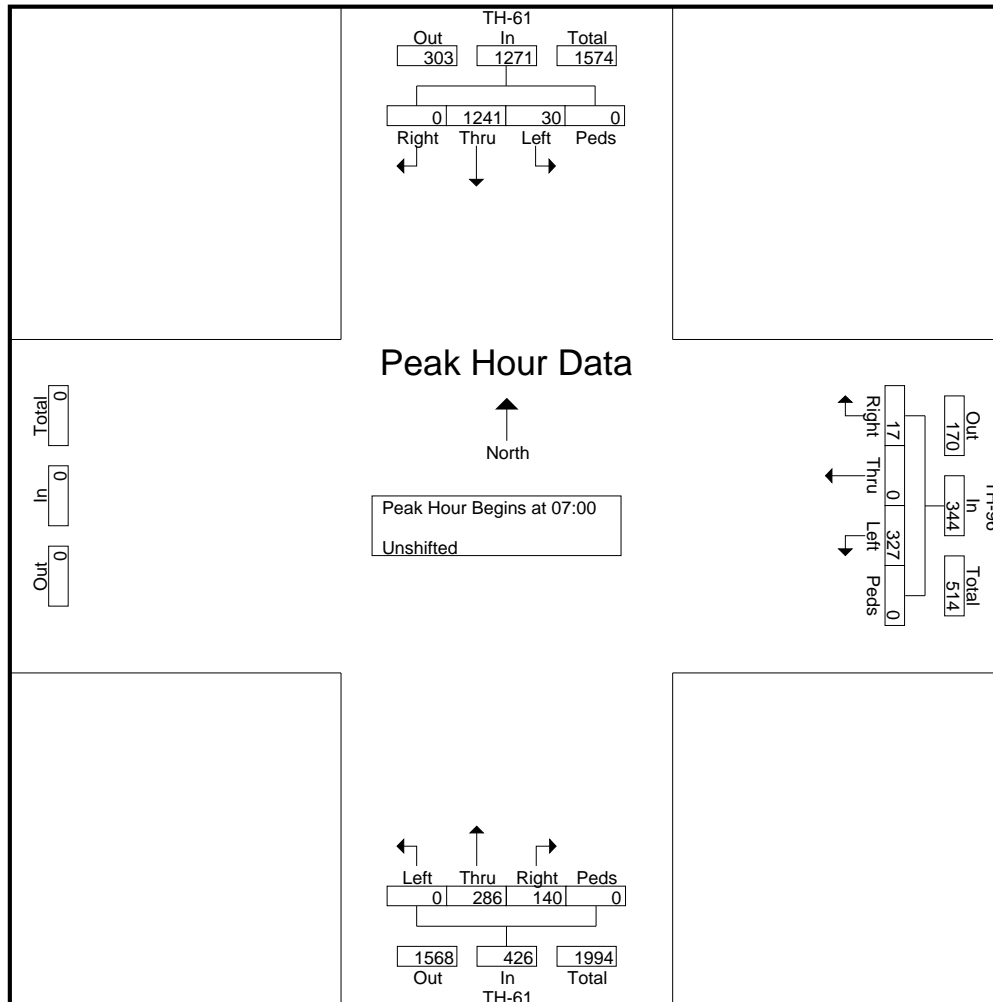 TH-61
Out In Total
303 1271 1574
0 1241 30 0
Right Thru Left Peds
Peak Hour Data
North
Peak Hour Begins at 07:00
Unshifted
Total
0
In
0
Out
0
Right Thru Left Peds
17 0 327 0
Out In Total
170 344 514
Left Thru Right Peds
0 286 140 0
1568 426 1994
Out In Total
TH-61